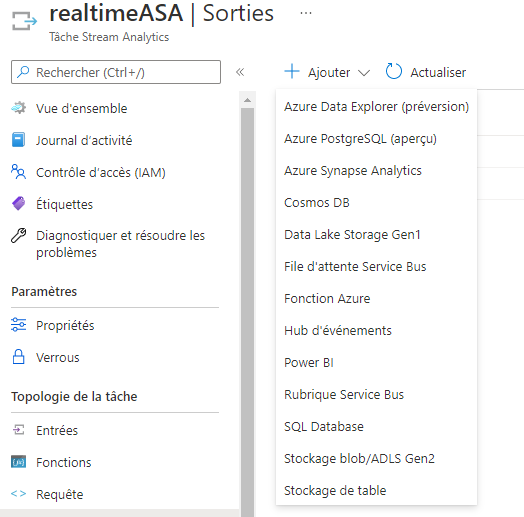 realtimeASA | Sorties ...
Tâche Stream Analytics
Rechercher (Ctrl+/)
«
Ajouter
Actualiser
Vue d'ensemble
Journal d'activité
Contrôle d'accès (IAM)
Étiquettes
Diagnostiquer et résoudre les
problèmes
Paramètres
Propriétés
Verrous
Topologie de la tâche
Entrées
Fonctions
Requête
Azure Data Explorer (préversion)
Azure PostgreSQL (aperçu)
Azure Synapse Analytics
Cosmos DB
Data Lake Storage Gen1
File d'attente Service Bus
Fonction Azure
Hub d'événements
Power BI
Rubrique Service Bus
SQL Database
Stockage blob/ADLS Gen2
Stockage de table